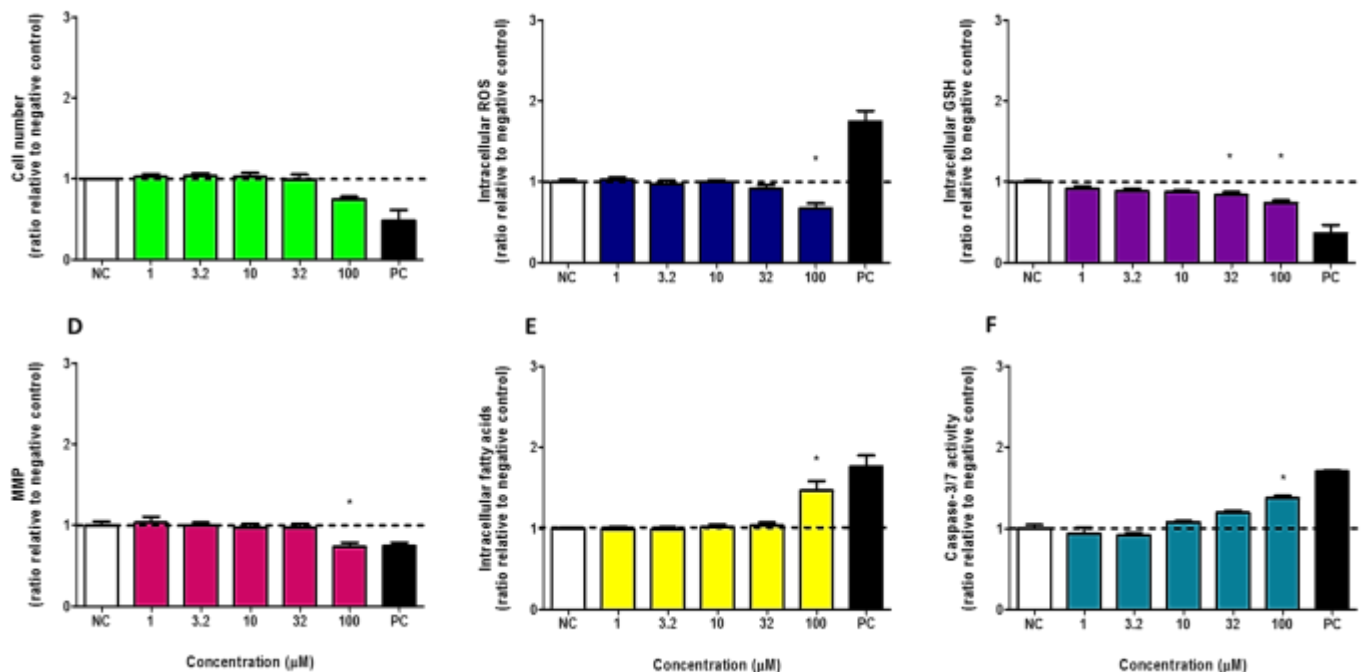 Cell number
(ratio relative to negative control)
3
2
1
0
NC 1 3.2 10 32 100 PC
Intracellular ROS
(ratio relative to negative control)
3
2
1
0
*
NC 1 3.2 10 32 100 PC
Intracellular GSH
(ratio relative to negative control)
3
2
1
0
* *
NC 1 3.2 10 32 100 PC
D
MMP
(ratio relative to negative control)
3
2
1
0
*
NC 1 3.2 10 32 100 PC
Concentration (µM)
E
Intracellular fatty acids
(ratio relative to negative control)
3
2
1
0
*
NC 1 3.2 10 32 100 PC
Concentration (µM)
F
Caspase-3/7 activity
(ratio relative to negative control)
3
2
1
0
*
NC 1 3.2 10 32 100 PC
Concentration (µM)